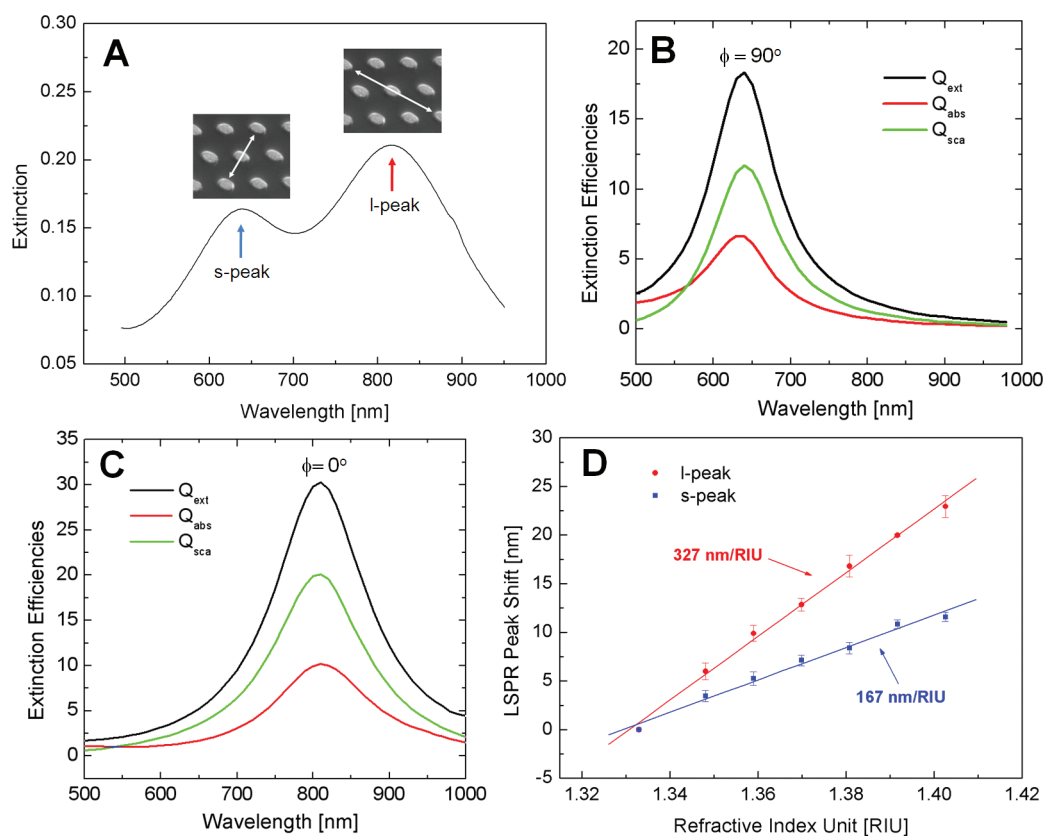 A
0.30
0.25
0.20
0.15
0.10
0.05
Extinction
s-peak
l-peak
500 600 700 800 900 1000
Wavelength [nm]
B
ϕ = 90°
20
15
10
5
0
Extinction Efficiencies
Q_ext
Q_abs
Q_sca
500 600 700 800 900 1000
Wavelength [nm]
C
ϕ= 0°
35
30
25
20
15
10
5
0
Extinction Efficiencies
Q_ext
Q_abs
Q_sca
500 600 700 800 900 1000
Wavelength [nm]
D
30
25
20
15
10
5
0
-5
LSPR Peak Shift [nm]
l-peak
s-peak
327 nm/RIU
167 nm/RIU
1.32 1.34 1.36 1.38 1.40 1.42
Refractive Index Unit [RIU]